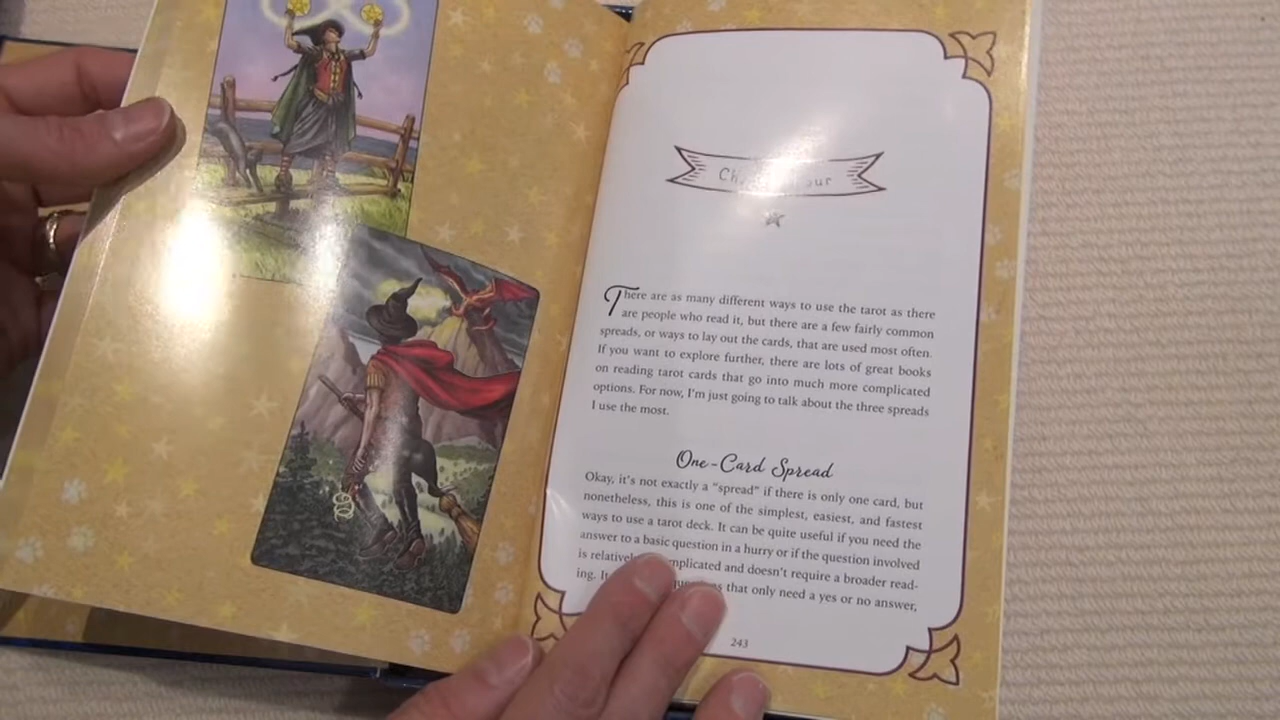 There are as many different ways to use the tarot as there
are people who read it, but there are a few fairly common
spreads, or ways to lay out the cards, that are used most often.
If you want to explore further, there are lots of great books
on reading tarot cards that go into much more complicated
options. For now, I'm just going to talk about the three spreads
I use the most.
One-Card Spread
Okay, it's not exactly a "spread" if there is only one card, but
nonetheless, this is one of the simplest, easiest, and fastest
ways to use a tarot deck. It can be quite useful if you need the
answer to a basic question in a hurry or if the question involved
is and doesn't require a broader read-
ing. that only need a yes or no answer,
243